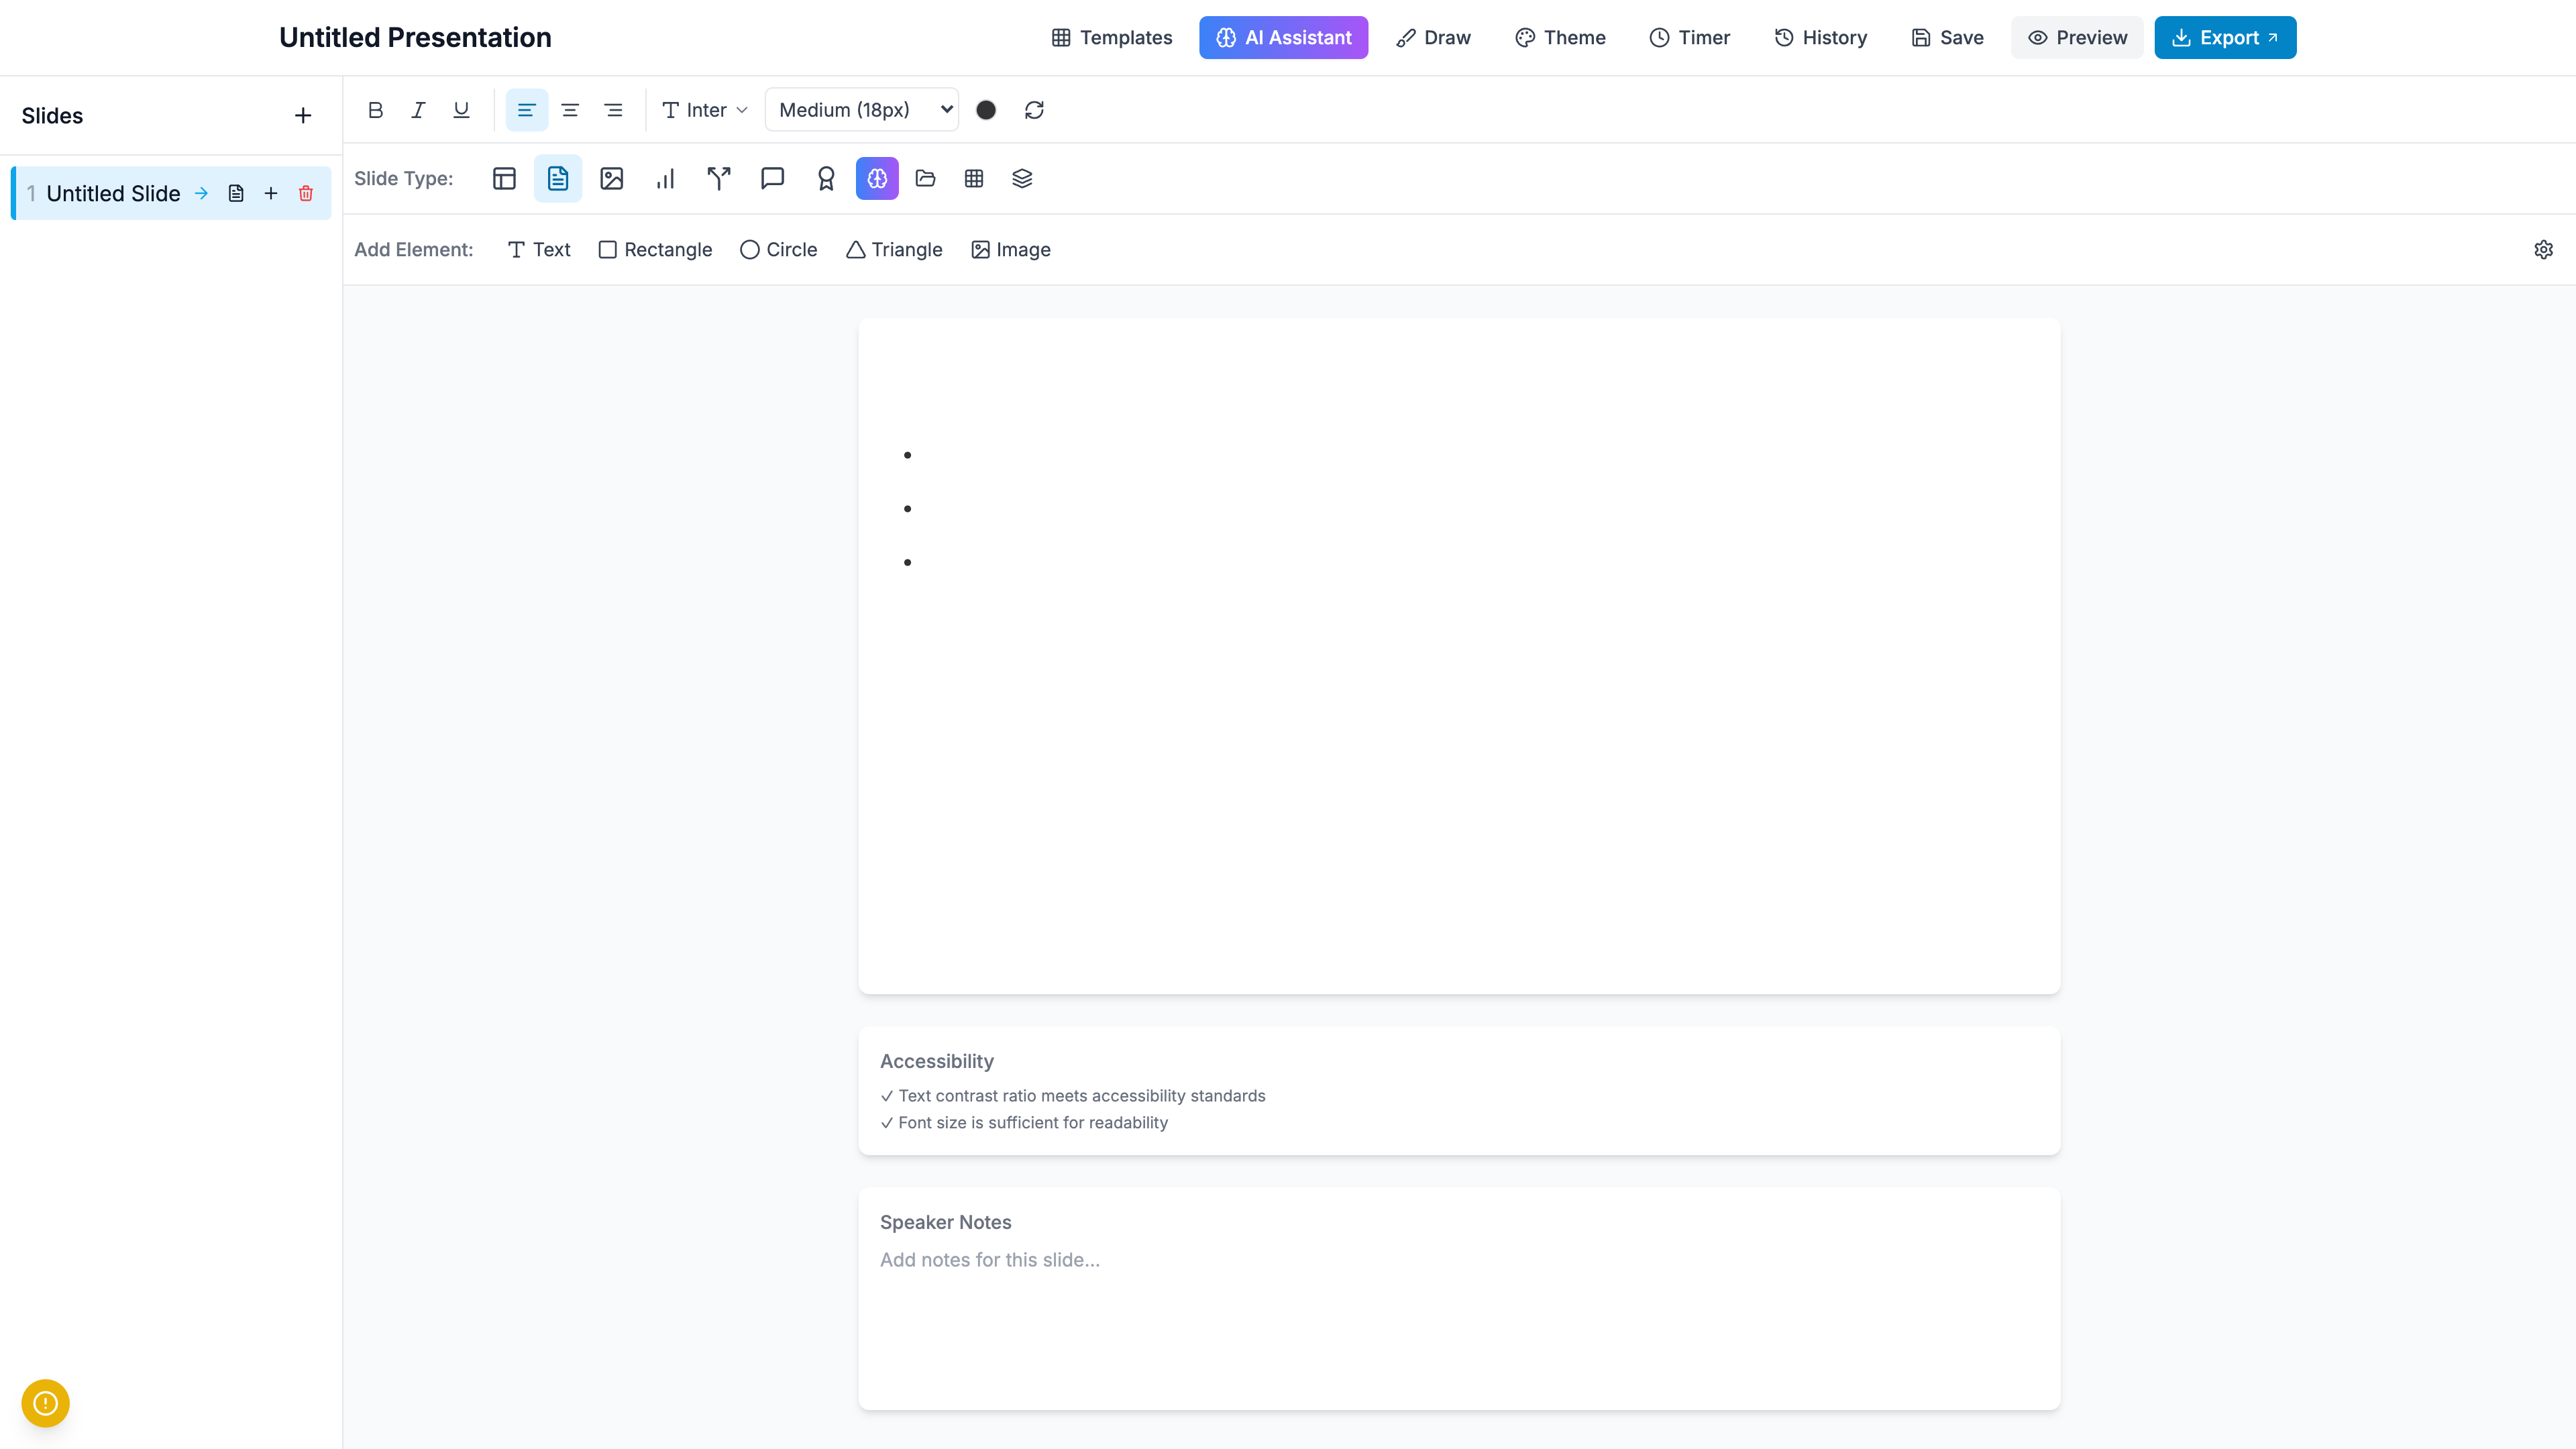 Untitled Presentation
Templates
AI Assistant
Draw
Theme
Timer
History
Save
Preview
Export
Slides
Inter
Medium (18px)
1 Untitled Slide
Slide Type:
Add Element:
Text
Rectangle
Circle
Triangle
Image
Accessibility
✓ Text contrast ratio meets accessibility standards
✓ Font size is sufficient for readability
Speaker Notes
Add notes for this slide...